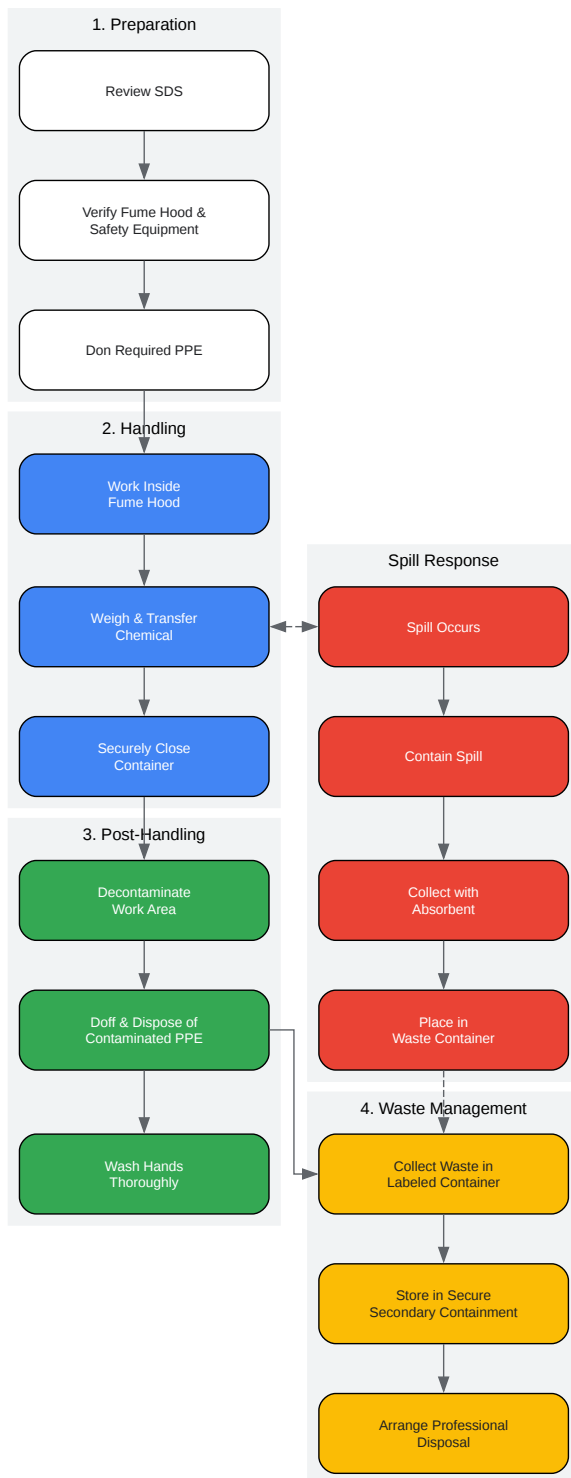 1. Preparation
Review SDS
Verify Fume Hood &
Safety Equipment
Don Required PPE
2. Handling
Work Inside
Fume Hood
Weigh & Transfer
Chemical
Securely Close
Container
3. Post-Handling
Decontaminate
Work Area
Doff & Dispose of
Contaminated PPE
Wash Hands
Thoroughly
Spill Response
Spill Occurs
Contain Spill
Collect with
Absorbent
Place in
Waste Container
4. Waste Management
Collect Waste in
Labeled Container
Store in Secure
Secondary Containment
Arrange Professional
Disposal